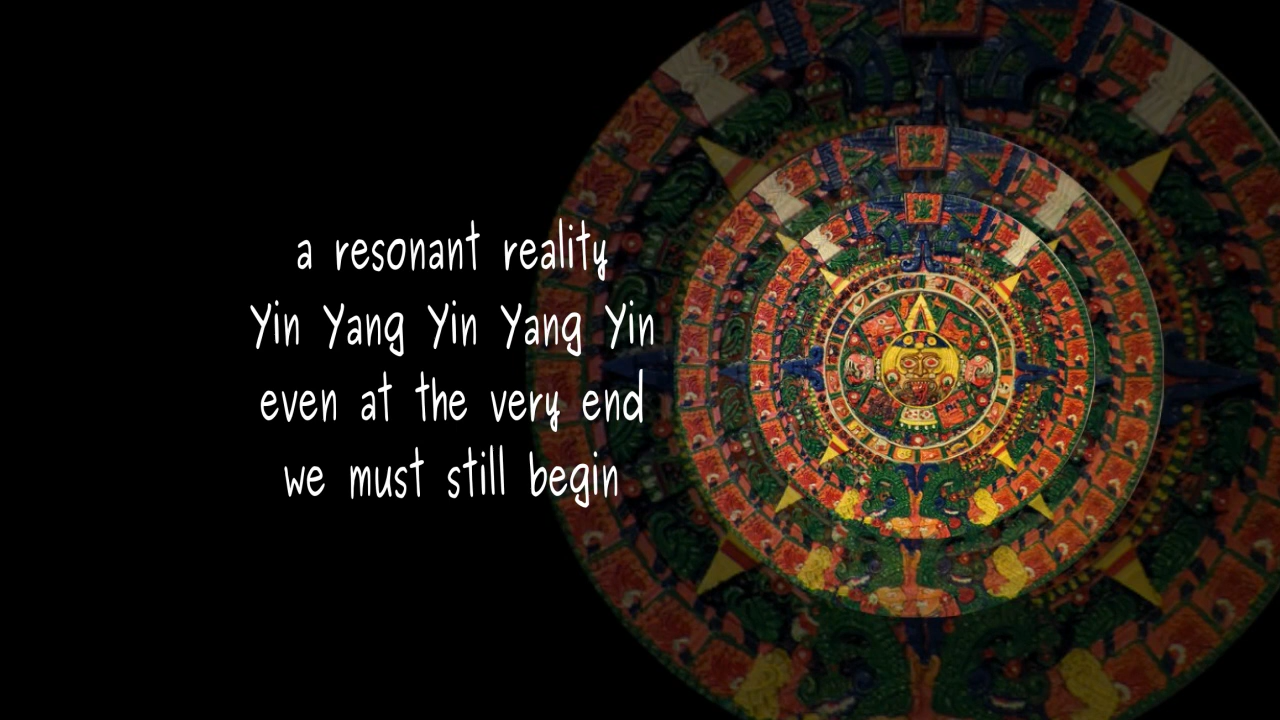 a resonant reality
Yin Yang Yin Yang Yin
even at the very end
we must still begin